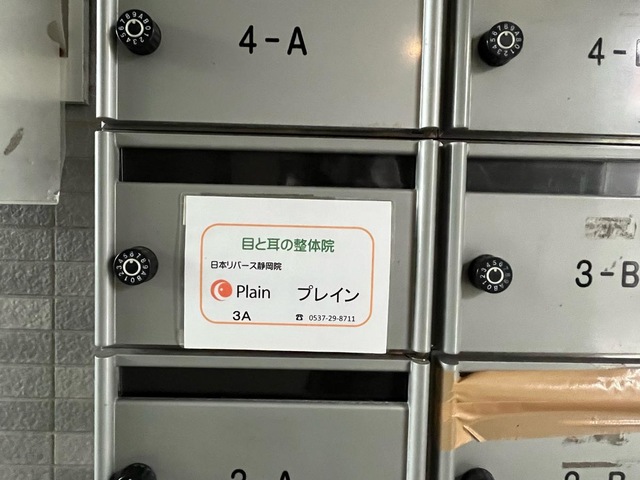 4-A
4-
目と耳の整体院
日本リバース静岡院
Plain プレイン
3A ☎ 0537-29-8711
3-B